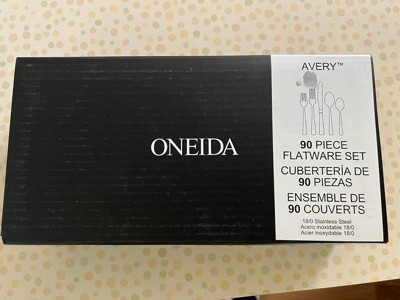 ONEIDA
AVERY™
90 PIECE
FLATWARE SET
CUBERTERÍA DE
90 PIEZAS
ENSEMBLE DE
90 COUVERTS
18/0 Stainless Steel
Acero inoxidable 18/0
Acier inoxydable 18/0